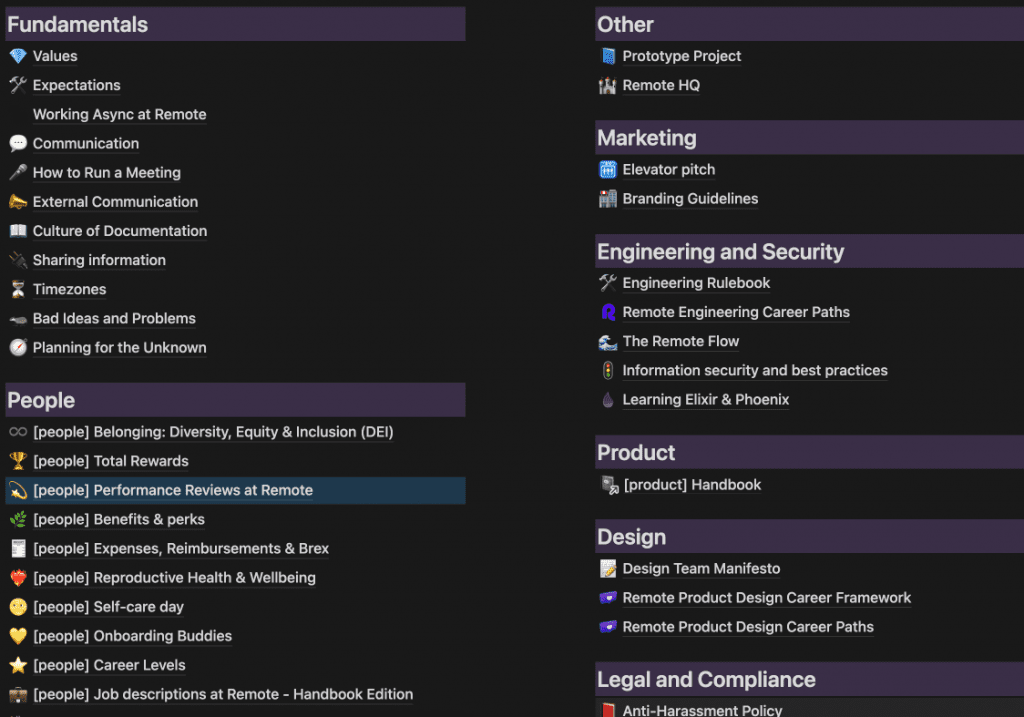 Fundamentals
Values
Expectations
Working Async at Remote
Communication
How to Run a Meeting
External Communication
Culture of Documentation
Sharing information
Timezones
Bad Ideas and Problems
Planning for the Unknown
People
[people] Belonging: Diversity, Equity & Inclusion (DEI)
[people] Total Rewards
[people] Performance Reviews at Remote
[people] Benefits & perks
[people] Expenses, Reimbursements & Brex
[people] Reproductive Health & Wellbeing
[people] Self-care day
[people] Onboarding Buddies
[people] Career Levels
[people] Job descriptions at Remote - Handbook Edition
Other
Prototype Project
Remote HQ
Marketing
Elevator pitch
Branding Guidelines
Engineering and Security
Engineering Rulebook
Remote Engineering Career Paths
The Remote Flow
Information security and best practices
Learning Elixir & Phoenix
Product
[product] Handbook
Design
Design Team Manifesto
Remote Product Design Career Framework
Remote Product Design Career Paths
Legal and Compliance
Anti-Harassment Policy